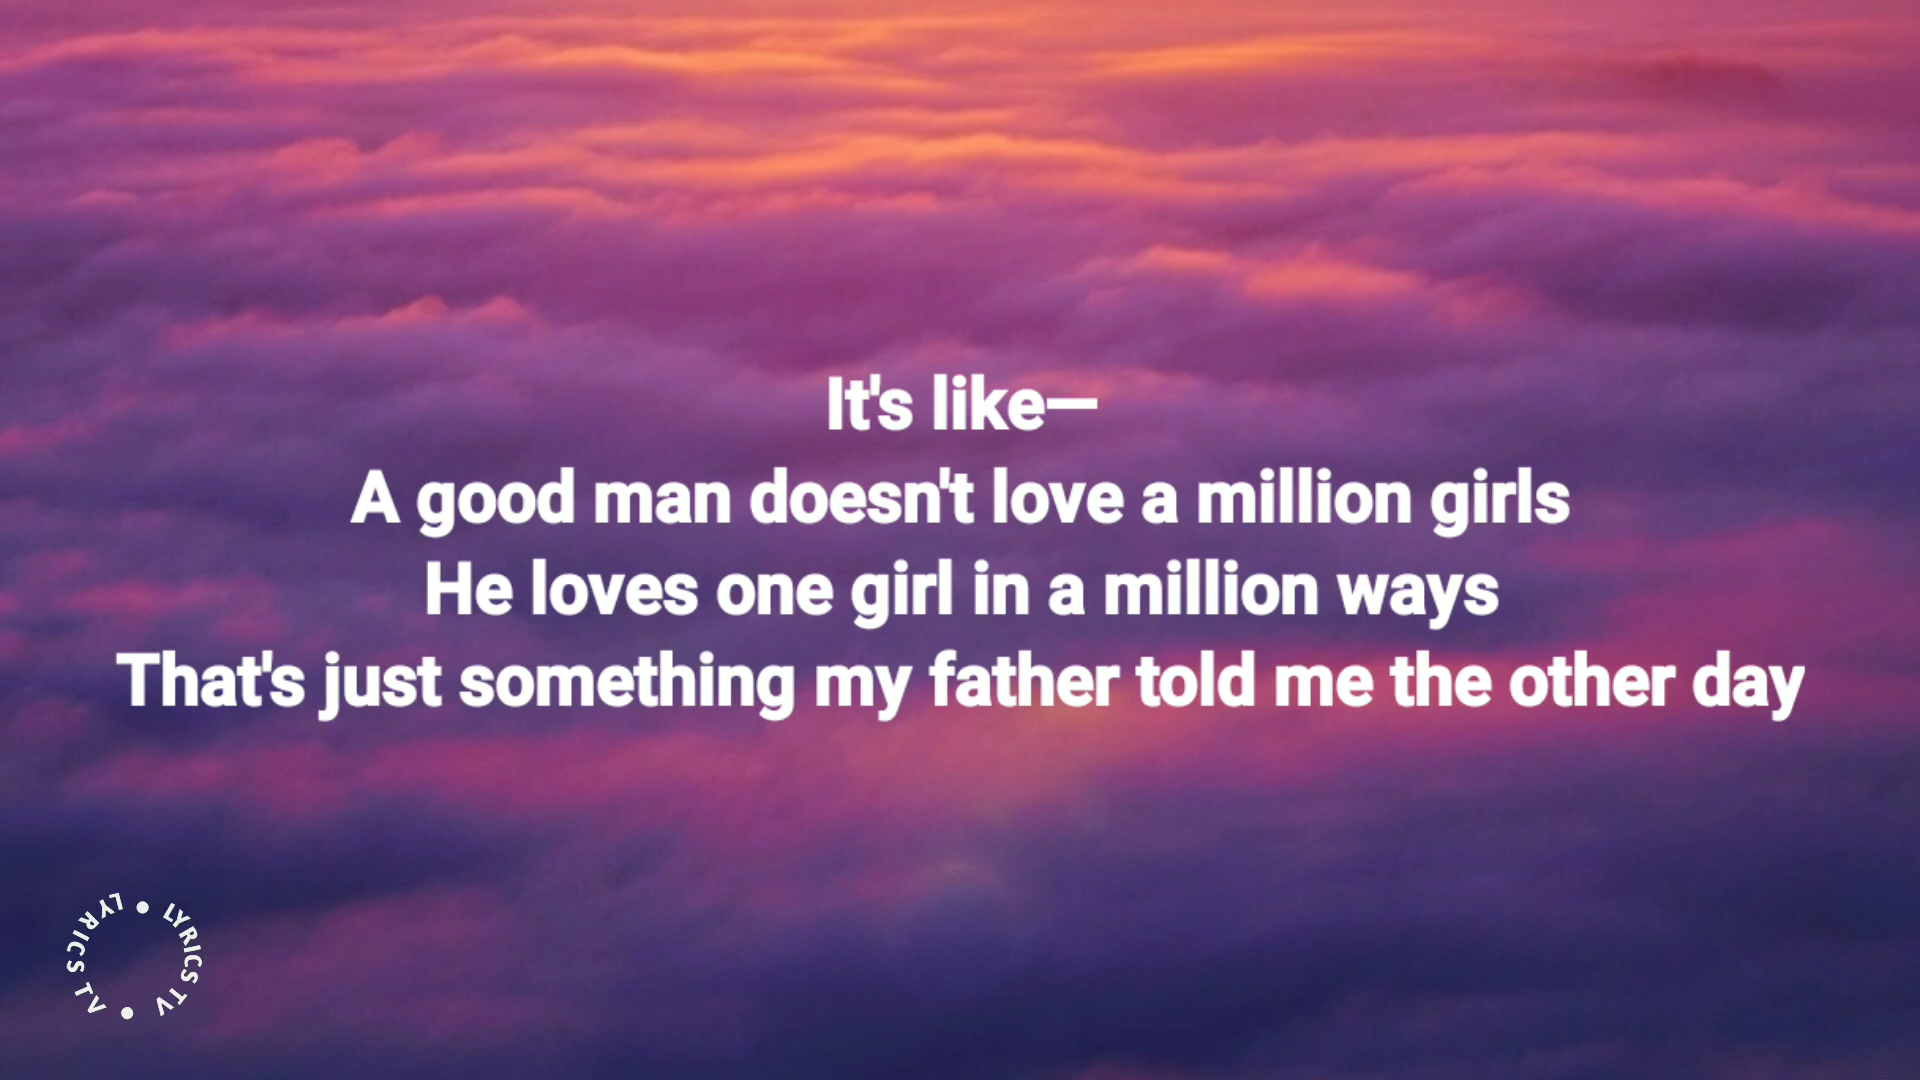 It's like—
A good man doesn't love a million girls
He loves one girl in a million ways
That's just something my father told me the other day
LYRICS TV • LYRICS TV •